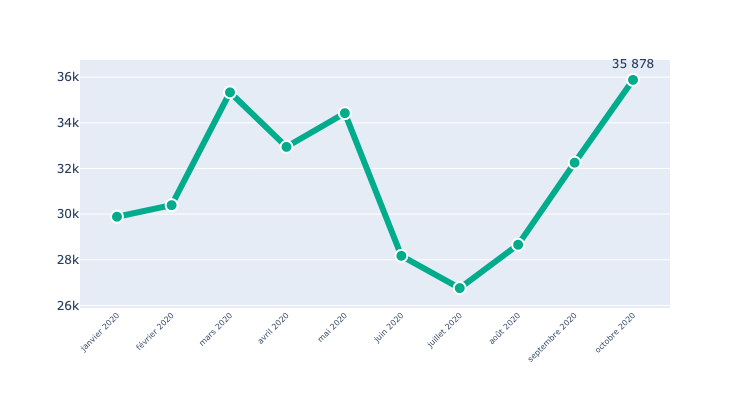 35 878
36k
34k
32k
30k
28k
26k
janvier 2020
février 2020
mars 2020
avril 2020
mai 2020
juin 2020
juillet 2020
août 2020
septembre 2020
octobre 2020